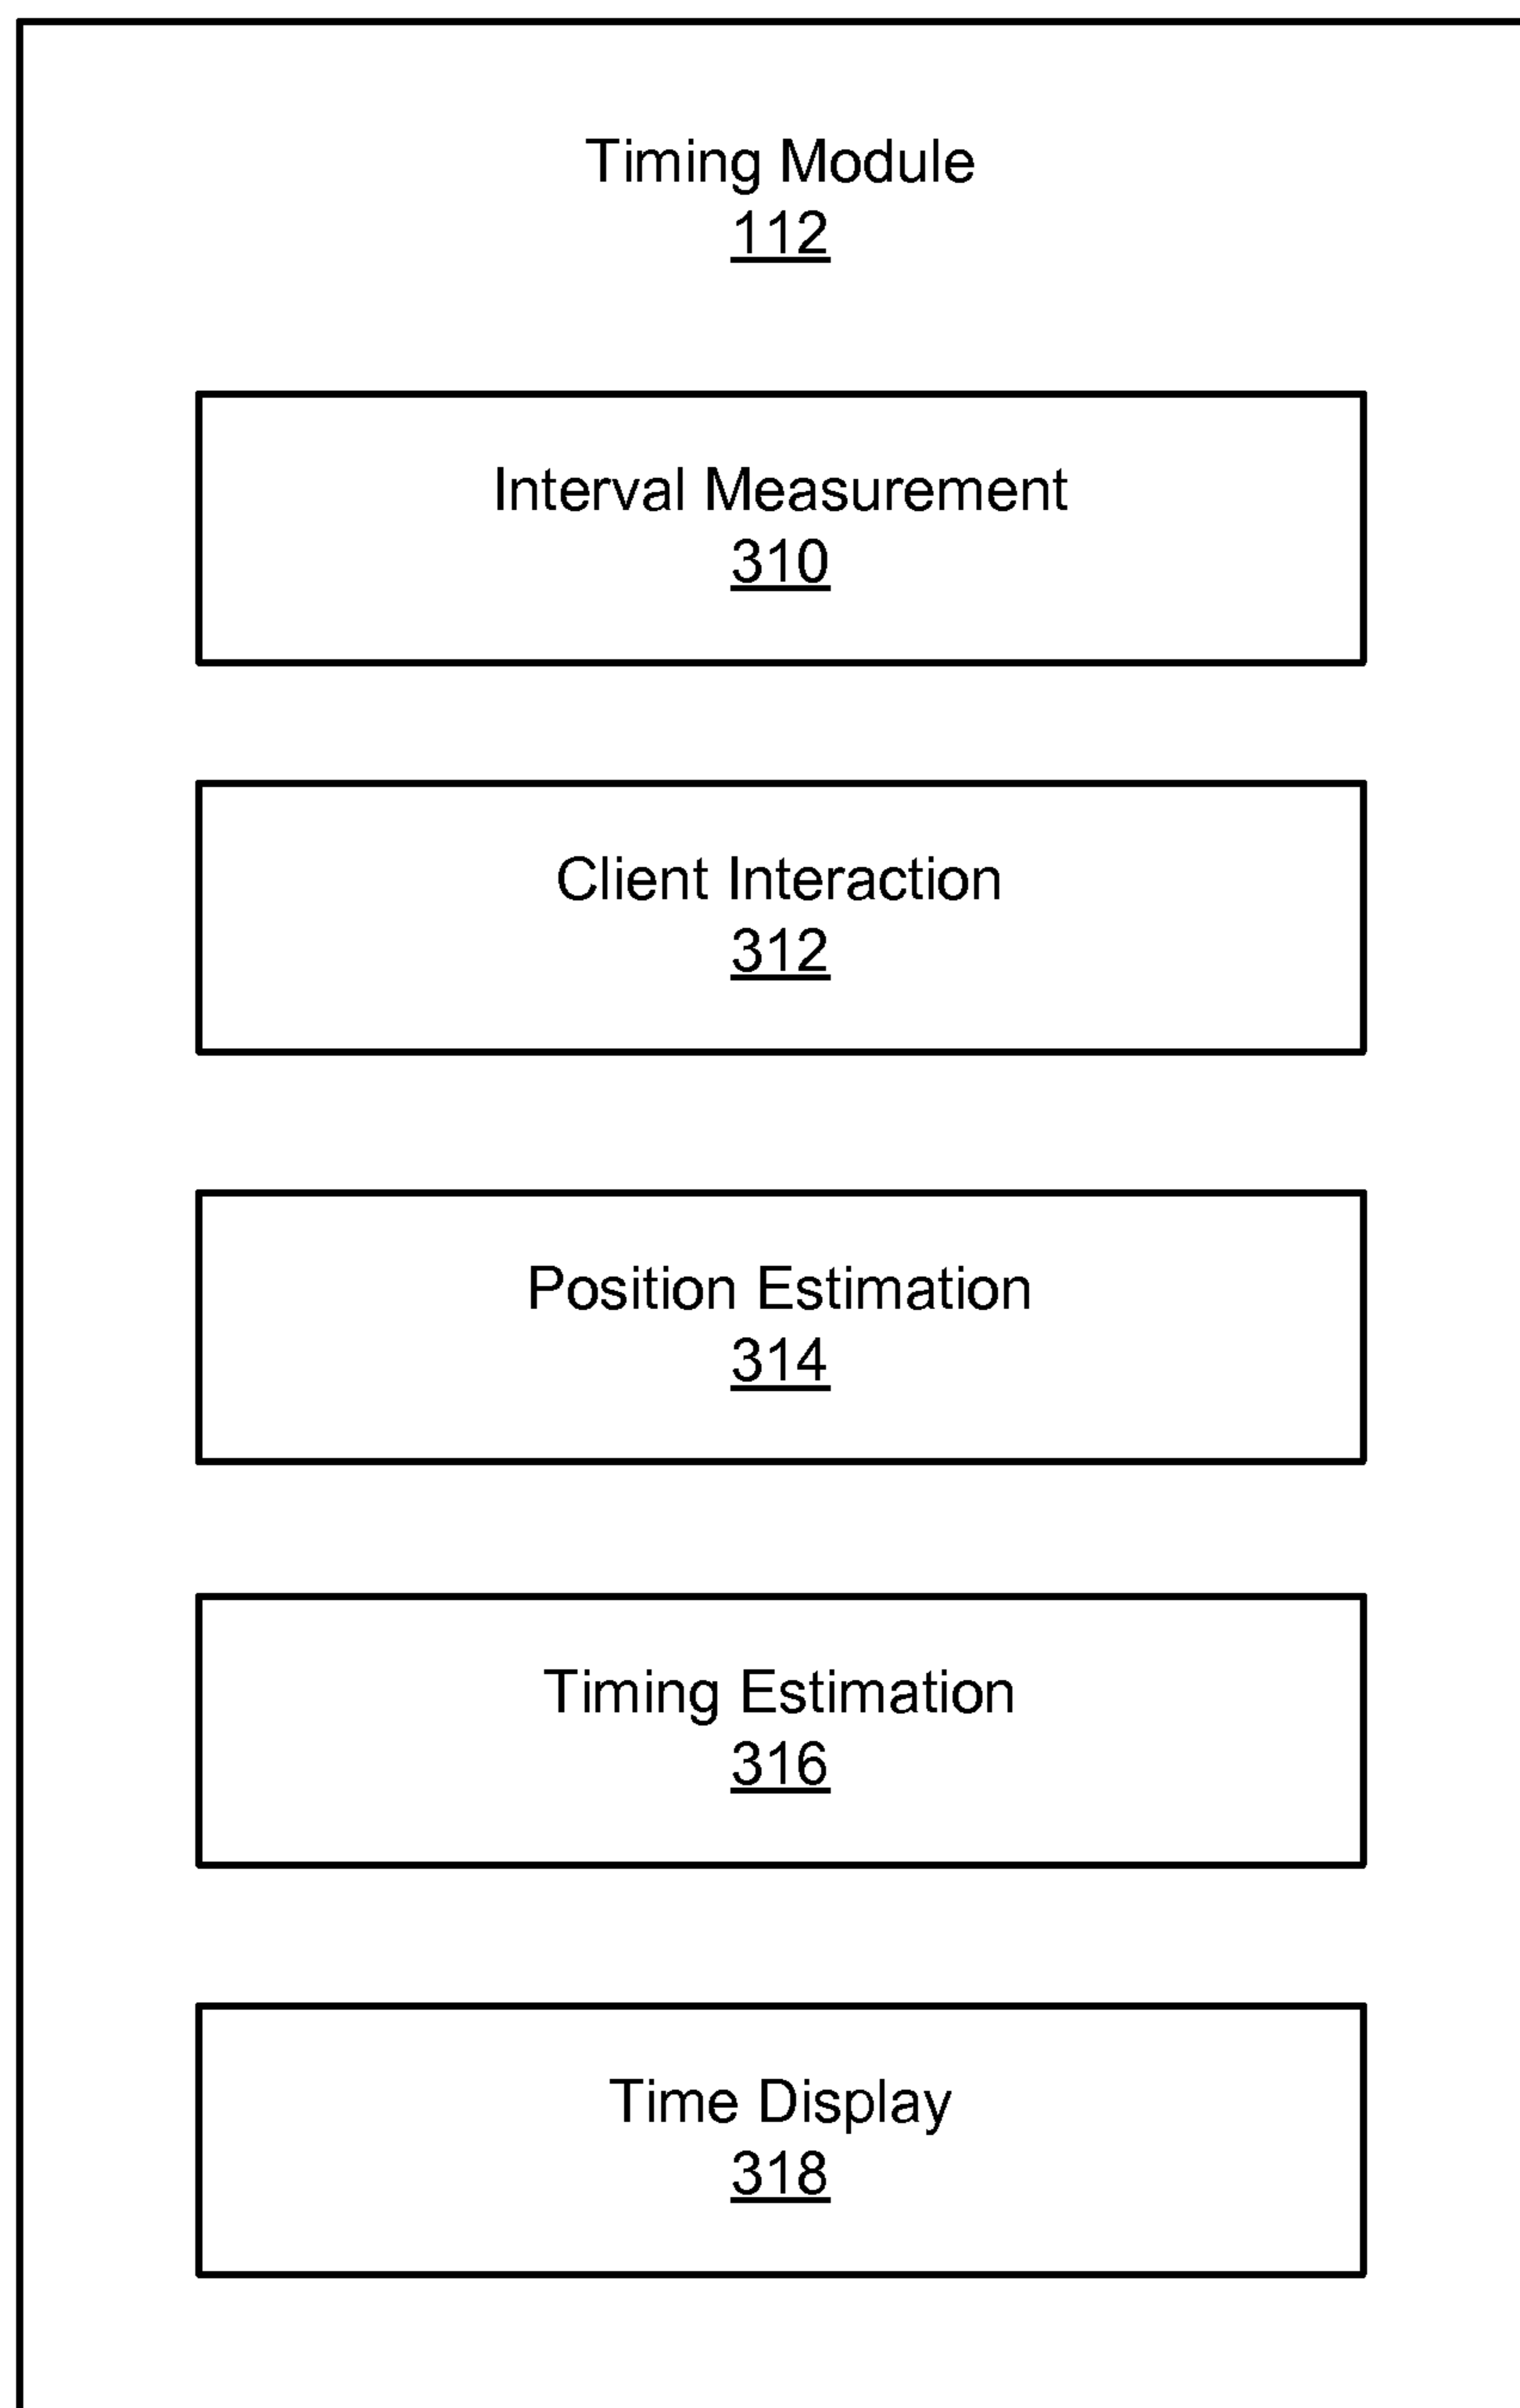 Timing Module
112
Interval Measurement
310
Client Interaction
312
Position Estimation
314
Timing Estimation
316
Time Display
318